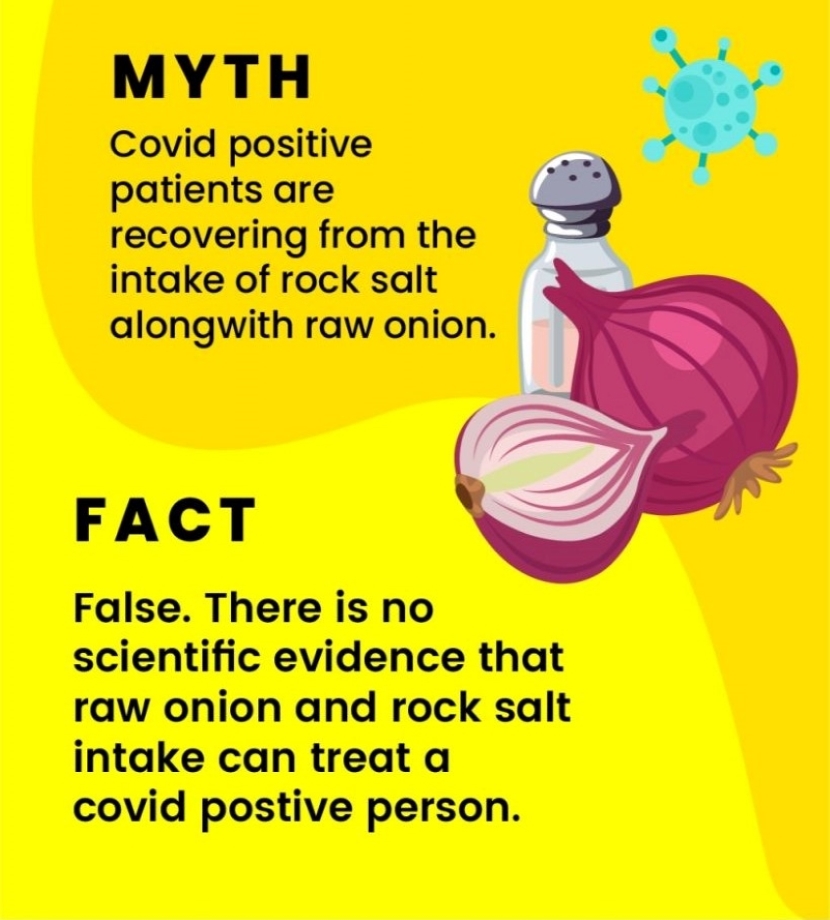 MYTH
Covid positive
patients are
recovering from the
intake of rock salt
alongwith raw onion.
FACT
False. There is no
scientific evidence that
raw onion and rock salt
intake can treat a
covid postive person.